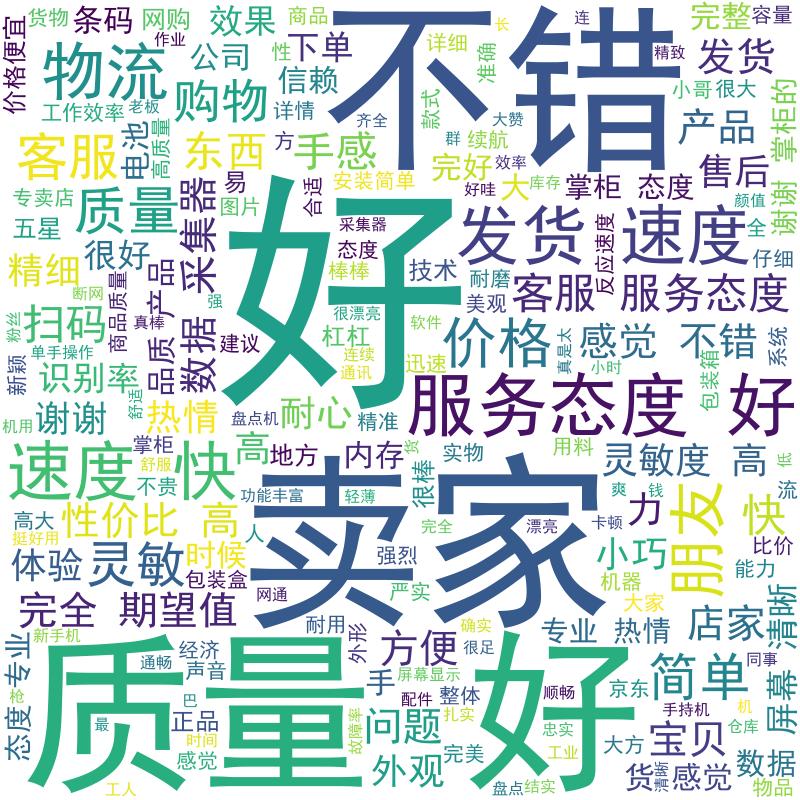 货物
条码
网购
效果
商品
性
下单
详细
长
不错
连
精致
完整
容量
价格便宜
作业
物流
公司
信赖
准确
发货
小哥
很大
工作效率
老板
购物
详情
齐全
款式
大赞
产品
掌柜的
客服
电池
高质量
东西
方
手感
群
续航
完好
效率
售后
专卖店
质量
易
图片
安装简单
合适
好哇
大
库存
掌柜
态度
颜值
谢谢
五星
很好
采集器
好
采集器
态度
发货
速度
反应速度
全
仔细
精细
断网
商品质量
产品
品质
数据
棒棒
技术
耐磨
美观
客服
服务态度
粉丝
扫码
真棒
强
很漂亮
杠杠
软件
价格
真是太
感觉
不错
系统
单手操作
建议
连续
通讯
迅速
小时
新颖
识别率
舒适
包装箱
机用
谢谢
热情
盘点机
耐心
精准
服务态度
好
掌柜
高
地方
内存
货
实物
用料
灵敏度
高
低
速度
快
舒服
不贵
功能丰富
轻薄
很棒
爽
钱
流
高大
性价比
高
人
卖家
完全
漂亮
卡顿
力
朋友
快
比价
挺好用
体验
灵敏
时候
强烈
小巧
能力
包装盒
网通
严实
机器
大家
清晰
完全
期望值
耐用
外形
方便
确实
很足
专业
热情
店家
新手机
专业
态度
质量
通畅
经济
声音
好
简单
同事
枪
巴
手
屏幕显示
配件
整体
顺畅
京东
手持机
屏幕
最
正品
时间
感觉
故障率
问题
扎实
忠实
大方
宝贝
机
仓库
数据
外观
完美
工业
货
清晰
感觉
工人
盘点
结实
物品